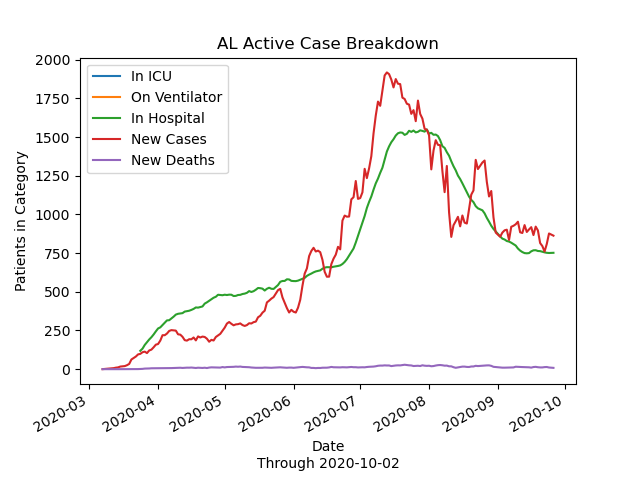 AL Active Case Breakdown
2000
1750
1500
1250
1000
750
500
250
0
Patients in Category
In ICU
On Ventilator
In Hospital
New Cases
New Deaths
2020-03
2020-04
2020-05
2020-06
2020-07
2020-08
2020-09
2020-10
Date
Through 2020-10-02